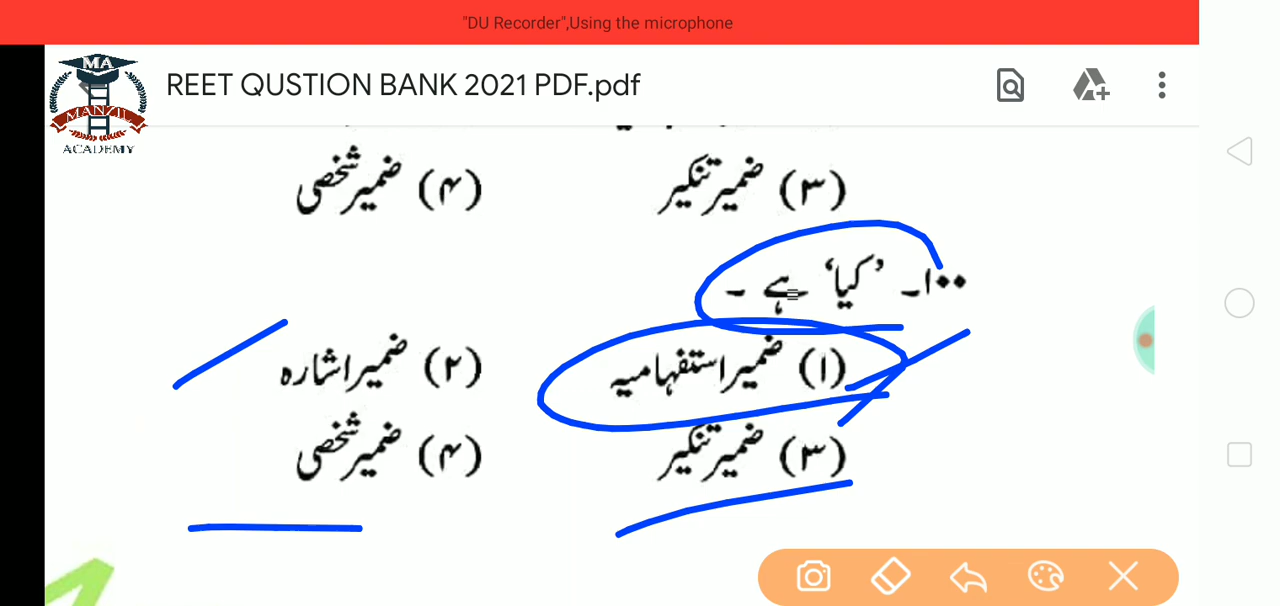 "DU Recorder",Using the microphone
MA
MANZIL
ACADEMY
REET QUSTION BANK 2021 PDF.pdf
(۳) ضمیر تنکیر (۴) ضمیر شخصی
۱۰۰۔ ’کیا‘ ہے ۔
(۱) ضمیر استفہامیہ (۲) ضمیر اشارہ
(۳) ضمیر تنکیر (۴) ضمیر شخصی